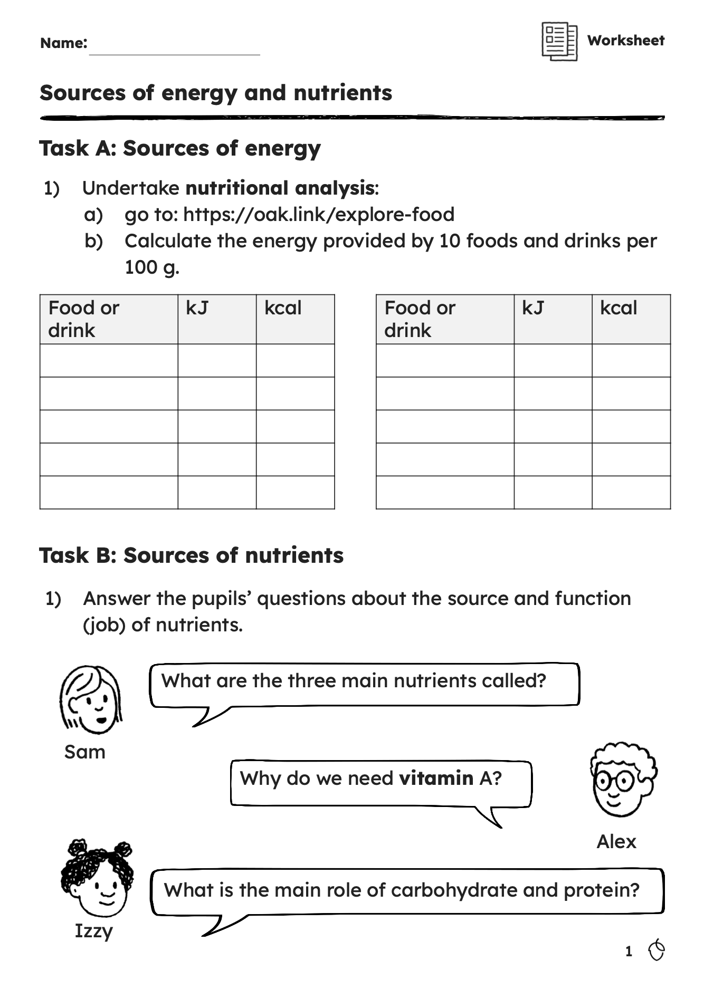 Name:
Worksheet
Sources of energy and nutrients
Task A: Sources of energy
1) Undertake nutritional analysis:
a) go to: https://oak.link/explore-food
b) Calculate the energy provided by 10 foods and drinks per
100 g.
Food or drink kJ kcal
Food or drink kJ kcal
Task B: Sources of nutrients
1) Answer the pupils’ questions about the source and function
(job) of nutrients.
What are the three main nutrients called?
Sam
Why do we need vitamin A?
Alex
What is the main role of carbohydrate and protein?
Izzy
1